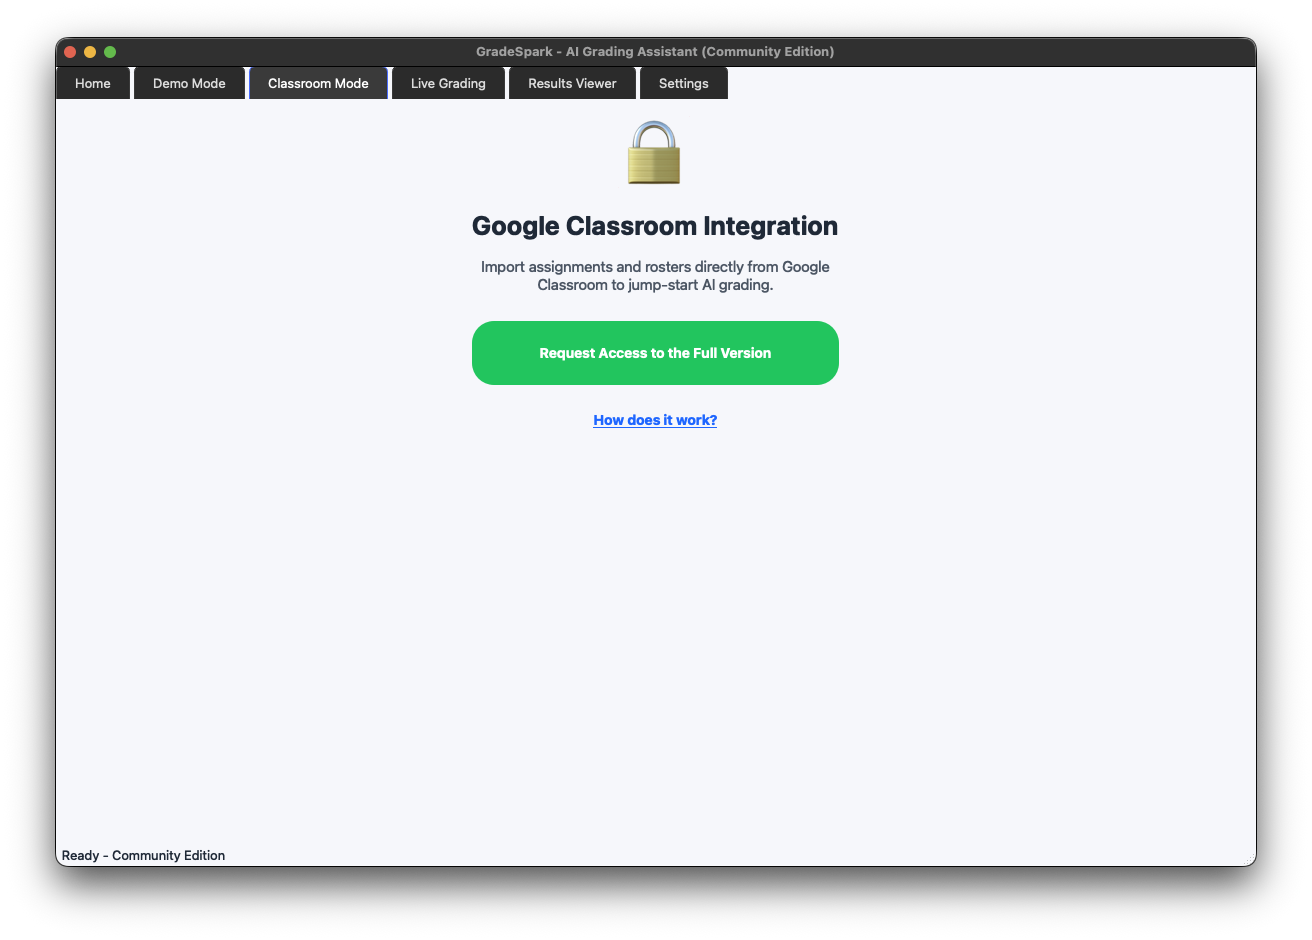 GradeSpark - AI Grading Assistant (Community Edition)
Home
Demo Mode
Classroom Mode
Live Grading
Results Viewer
Settings
Google Classroom Integration
Import assignments and rosters directly from Google
Classroom to jump-start AI grading.
Request Access to the Full Version
How does it work?
Ready - Community Edition